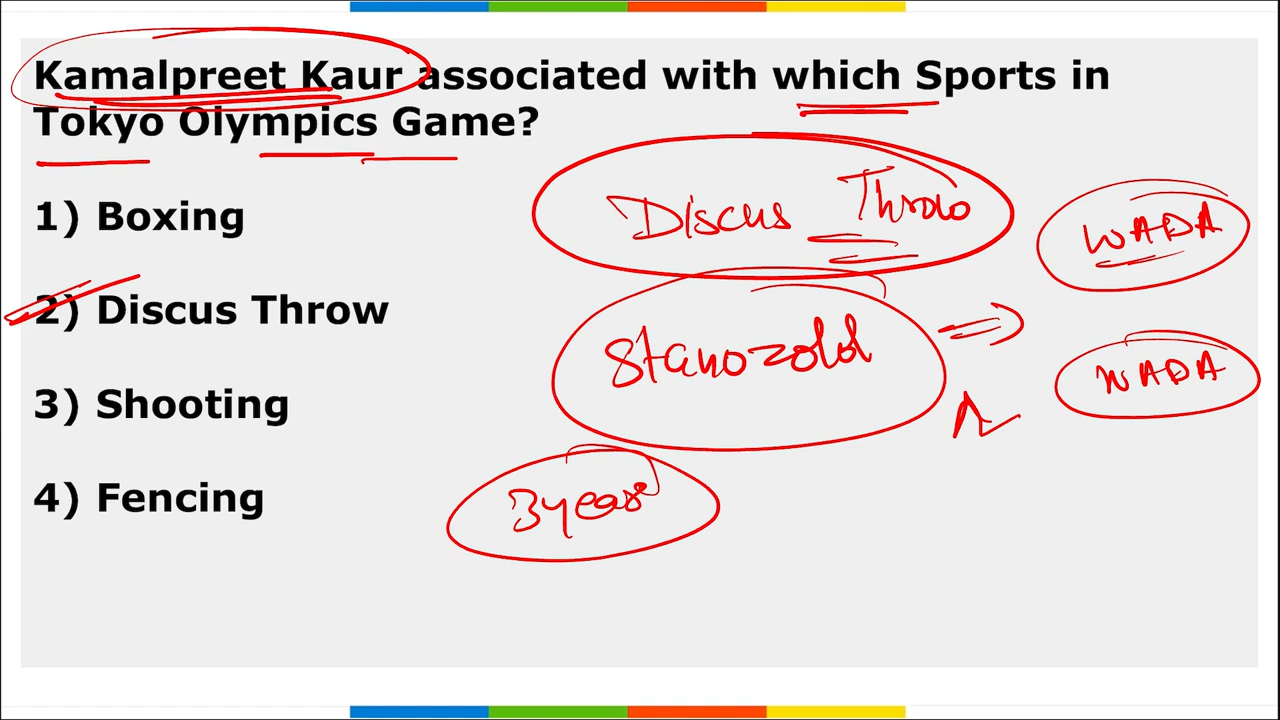 Kamalpreet Kaur associated with which Sports in
Tokyo Olympics Game?
1) Boxing
2) Discus Throw
3) Shooting
4) Fencing
Discus Throw
WADA
Stanozolol
WADA
3 year